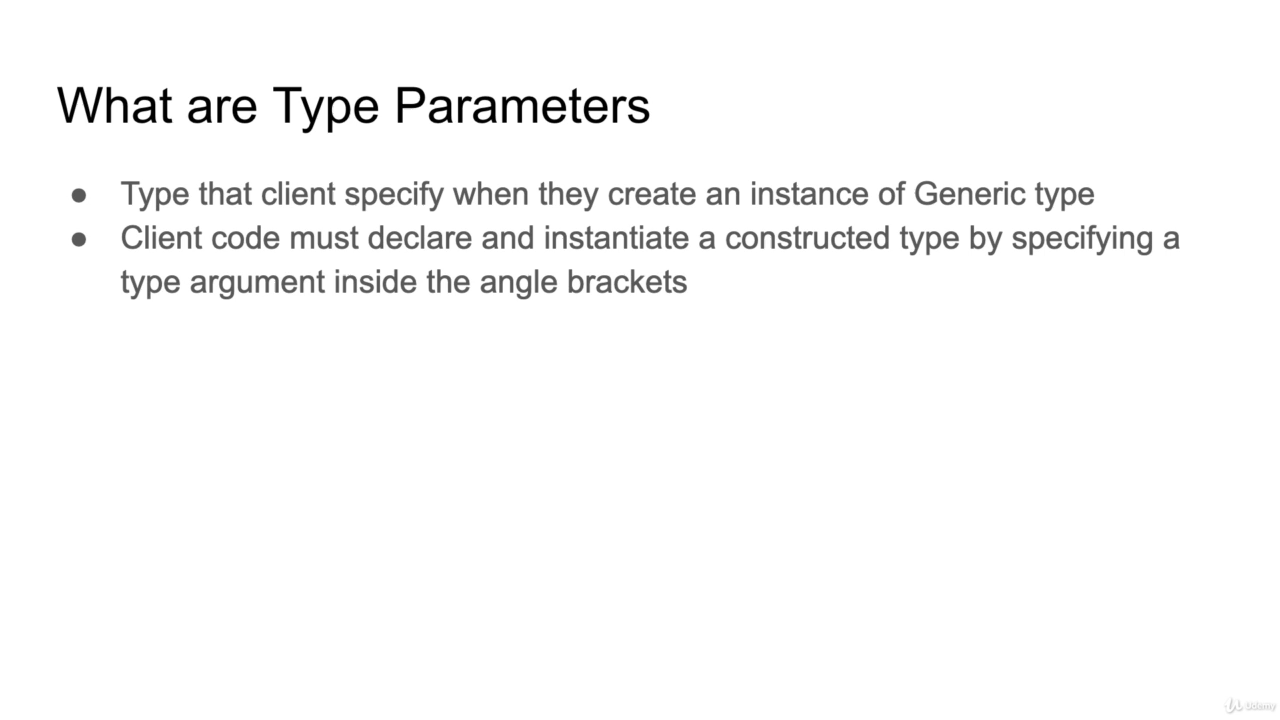 What are Type Parameters
● Type that client specify when they create an instance of Generic type
● Client code must declare and instantiate a constructed type by specifying a
type argument inside the angle brackets
Udemy